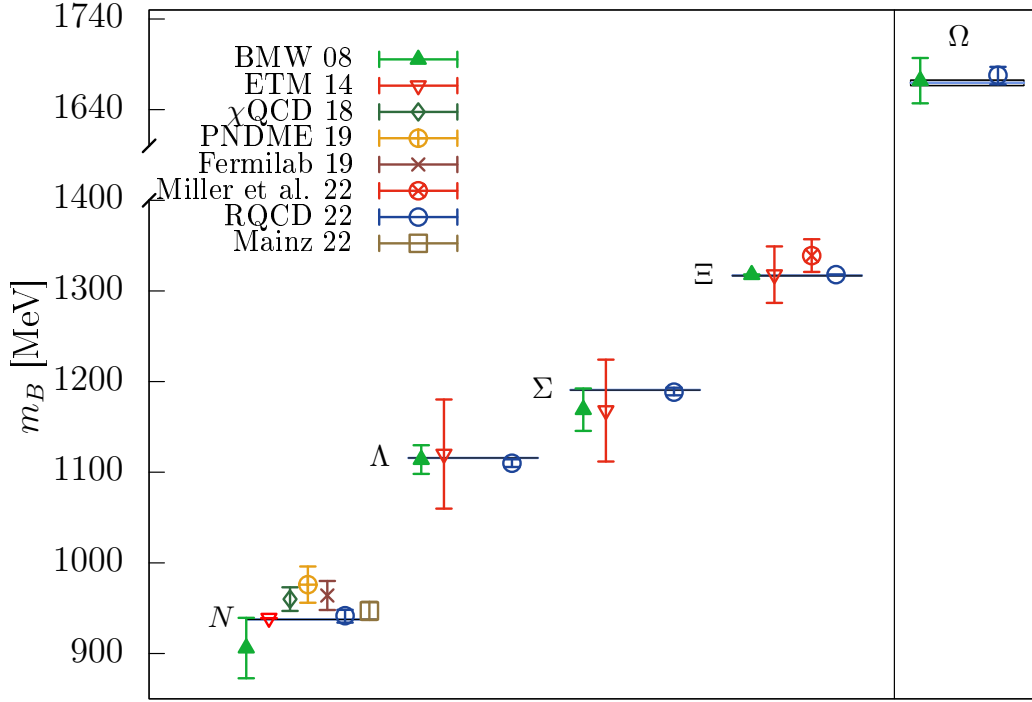 1740
1640
1400
1300
1200
1100
1000
900
m_B [MeV]
BMW 08
ETM 14
χQCD 18
PNDME 19
Fermilab 19
Miller et al. 22
RQCD 22
Mainz 22
N
Λ
Σ
Ξ
Ω